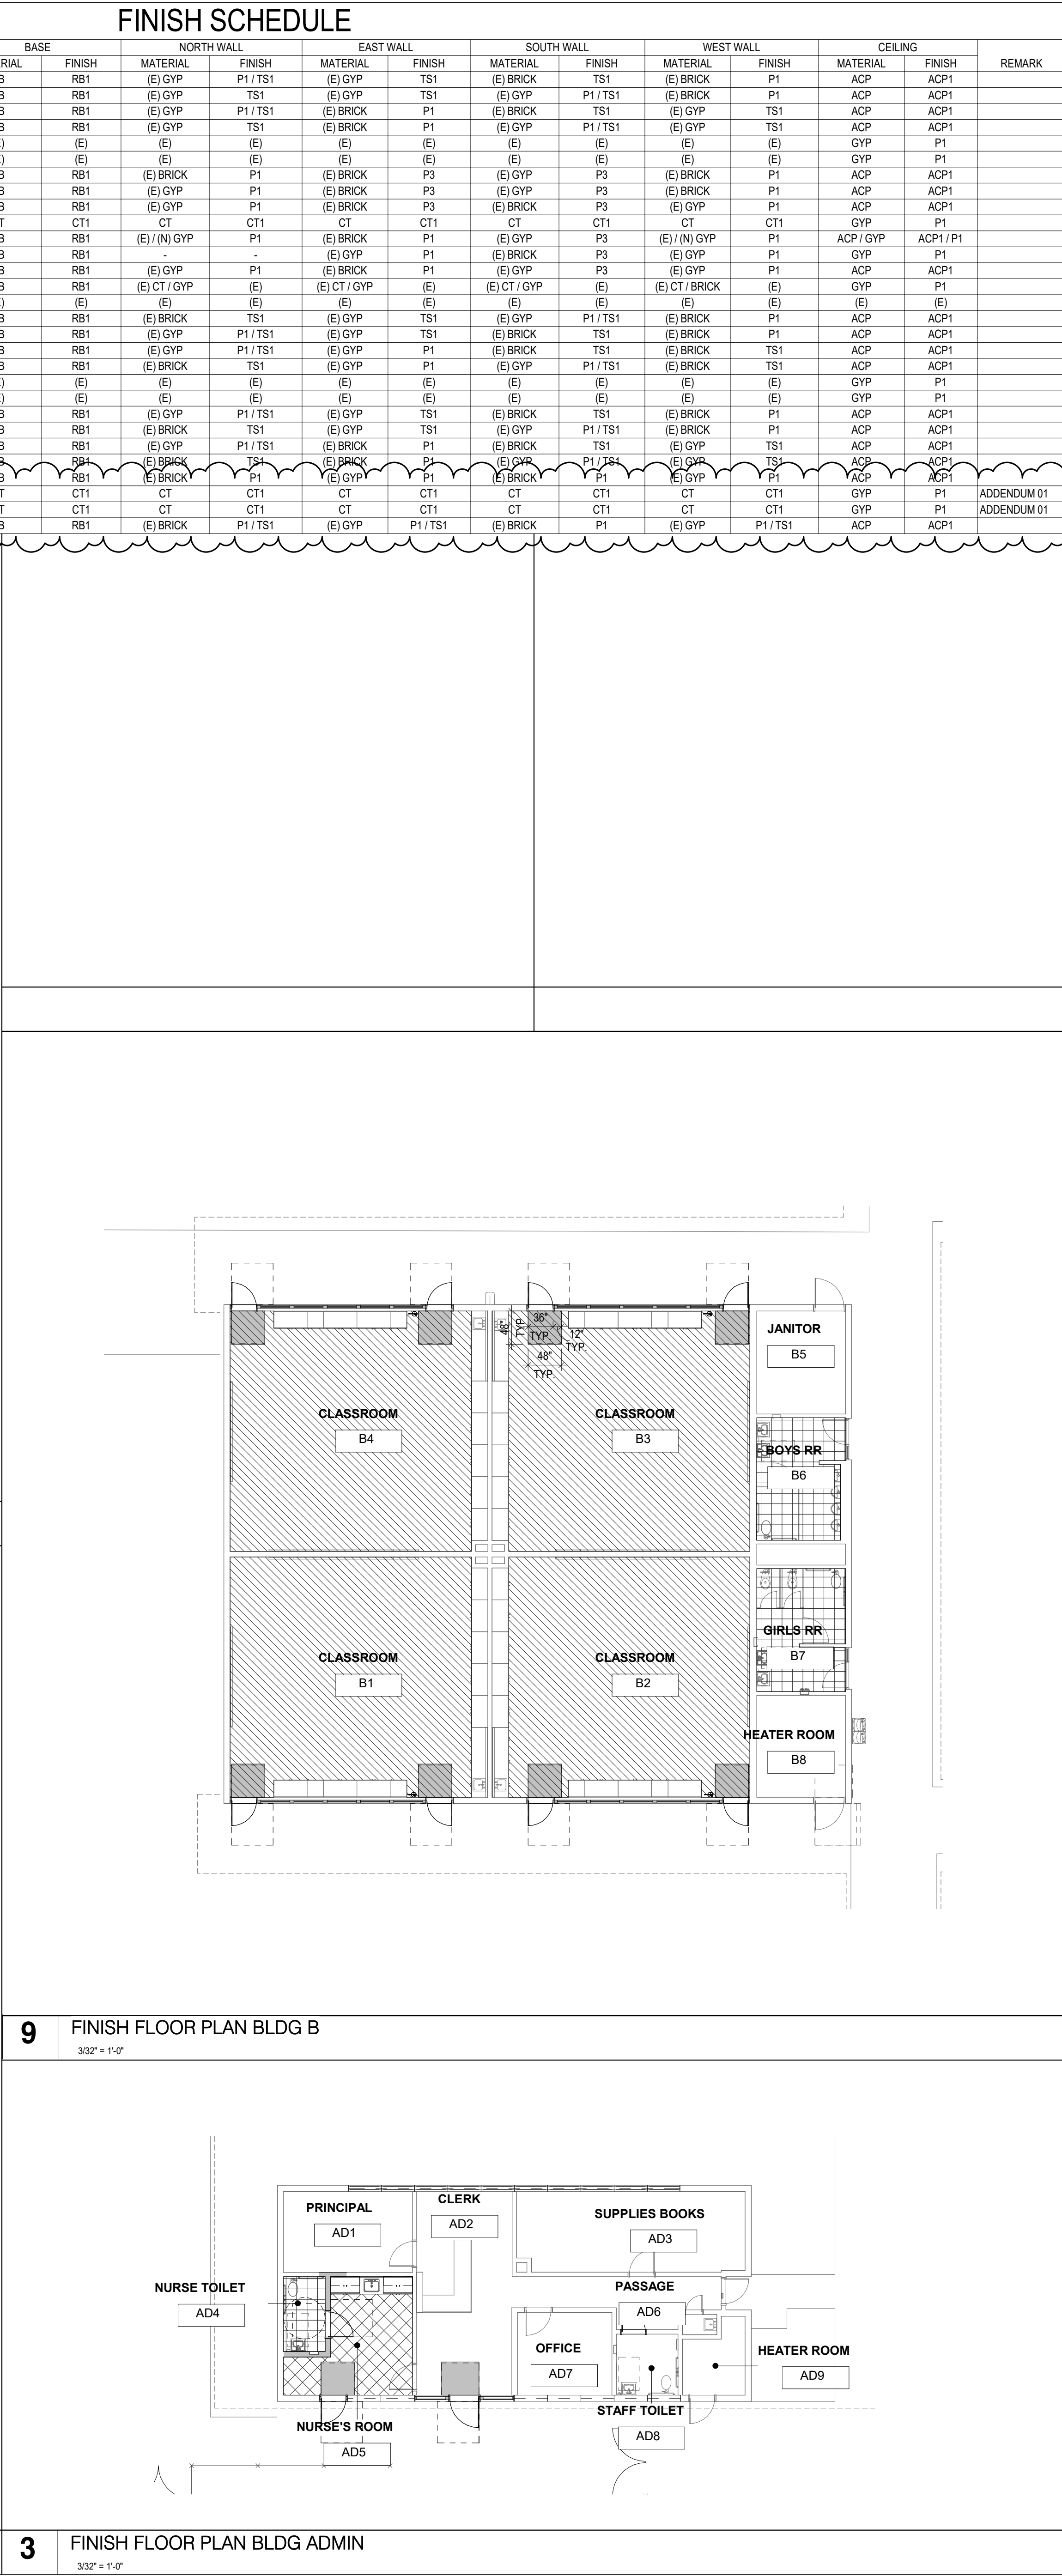 FINISH SCHEDULE
BASE NORTH WALL EAST WALL SOUTH WALL WEST WALL CEILING
RIAL FINISH MATERIAL FINISH MATERIAL FINISH MATERIAL FINISH MATERIAL FINISH MATERIAL FINISH REMARK
B RB1 (E) GYP P1 / TS1 (E) GYP TS1 (E) BRICK TS1 (E) BRICK P1 ACP ACP1
B RB1 (E) GYP TS1 (E) GYP TS1 (E) GYP P1 / TS1 (E) BRICK P1 ACP ACP1
B RB1 (E) GYP P1 / TS1 (E) BRICK P1 (E) BRICK TS1 (E) GYP TS1 ACP ACP1
B RB1 (E) GYP TS1 (E) BRICK P1 (E) GYP P1 / TS1 (E) GYP TS1 ACP ACP1
) (E) (E) (E) (E) (E) (E) (E) (E) (E) GYP P1
) (E) (E) (E) (E) (E) (E) (E) (E) (E) GYP P1
B RB1 (E) BRICK P1 (E) BRICK P3 (E) GYP P3 (E) BRICK P1 ACP ACP1
B RB1 (E) GYP P1 (E) BRICK P3 (E) GYP P3 (E) BRICK P1 ACP ACP1
B RB1 (E) GYP P1 (E) BRICK P3 (E) BRICK P3 (E) GYP P1 ACP ACP1
T CT1 CT CT1 CT CT1 CT CT1 CT CT1 GYP P1
B RB1 (E) / (N) GYP P1 (E) BRICK P1 (E) GYP P3 (E) / (N) GYP P1 ACP / GYP ACP1 / P1
B RB1 - - (E) GYP P1 (E) BRICK P3 (E) GYP P1 GYP P1
B RB1 (E) GYP P1 (E) BRICK P1 (E) GYP P3 (E) GYP P1 ACP ACP1
B RB1 (E) CT / GYP (E) (E) CT / GYP (E) (E) CT / GYP (E) (E) CT / BRICK (E) GYP P1
) (E) (E) (E) (E) (E) (E) (E) (E) (E) (E) (E)
B RB1 (E) BRICK TS1 (E) GYP TS1 (E) GYP P1 / TS1 (E) BRICK P1 ACP ACP1
B RB1 (E) GYP P1 / TS1 (E) GYP TS1 (E) BRICK TS1 (E) BRICK P1 ACP ACP1
B RB1 (E) GYP P1 / TS1 (E) GYP P1 (E) BRICK TS1 (E) BRICK TS1 ACP ACP1
B RB1 (E) BRICK TS1 (E) GYP P1 (E) GYP P1 / TS1 (E) BRICK TS1 ACP ACP1
) (E) (E) (E) (E) (E) (E) (E) (E) (E) GYP P1
) (E) (E) (E) (E) (E) (E) (E) (E) (E) GYP P1
B RB1 (E) GYP P1 / TS1 (E) GYP TS1 (E) BRICK TS1 (E) BRICK P1 ACP ACP1
B RB1 (E) BRICK TS1 (E) GYP TS1 (E) GYP P1 / TS1 (E) BRICK P1 ACP ACP1
B RB1 (E) GYP P1 / TS1 (E) BRICK P1 (E) BRICK TS1 (E) GYP TS1 ACP ACP1
B RB1 (E) BRICK TS1 (E) BRICK P1 (E) GYP P1 / TS1 (E) GYP TS1 ACP ACP1
B RB1 (E) BRICK P1 (E) GYP P1 (E) BRICK P1 (E) GYP P1 ACP ACP1
T CT1 CT CT1 CT CT1 CT CT1 CT CT1 GYP P1 ADDENDUM 01
T CT1 CT CT1 CT CT1 CT CT1 CT CT1 GYP P1 ADDENDUM 01
B RB1 (E) BRICK P1 / TS1 (E) GYP P1 / TS1 (E) BRICK P1 (E) GYP P1 / TS1 ACP ACP1
48" TYP
36" TYP.
12" TYP.
48" TYP.
JANITOR
B5
CLASSROOM
B4
CLASSROOM
B3
BOYS RR
B6
GIRLS RR
B7
CLASSROOM
B1
CLASSROOM
B2
HEATER ROOM
B8
9 FINISH FLOOR PLAN BLDG B
3/32" = 1'-0"
PRINCIPAL
AD1
CLERK
AD2
SUPPLIES BOOKS
AD3
NURSE TOILET
AD4
PASSAGE
AD6
OFFICE
AD7
HEATER ROOM
AD9
STAFF TOILET
AD8
NURSE'S ROOM
AD5
3 FINISH FLOOR PLAN BLDG ADMIN
3/32" = 1'-0"